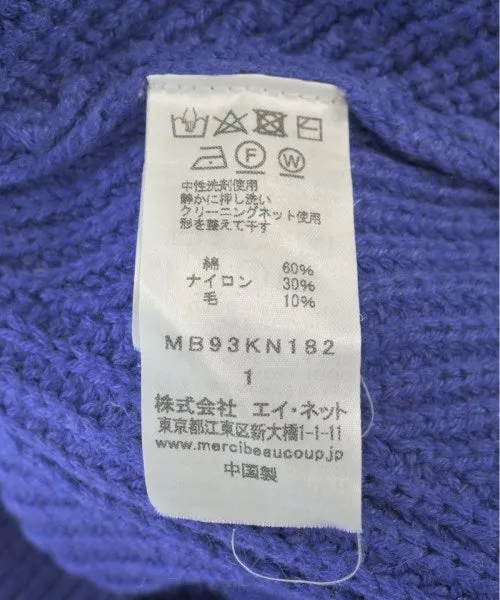 F W
中性洗剤使用
静かに押し洗い
クリーニングネット使用
形を整えて干す
綿 60%
ナイロン 30%
毛 10%
MB93KN182
1
株式会社 エイ・ネット
東京都江東区新大橋1-1-11
www.mercibeaucoup.jp
中国製